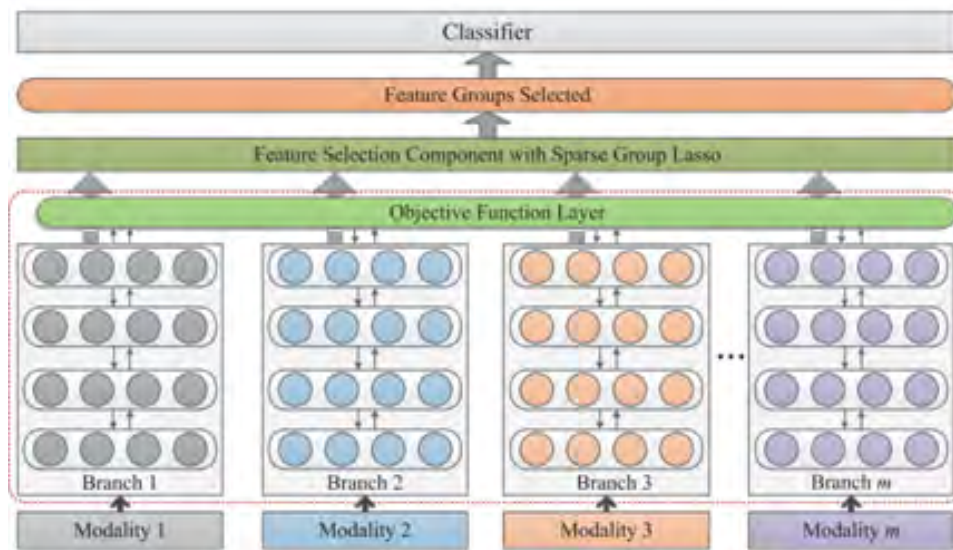 Classifier
Feature Groups Selected
Feature Selection Component with Sparse Group Lasso
Objective Function Layer
...
Branch 1
Branch 2
Branch 3
Branch m
Modality 1
Modality 2
Modality 3
Modality m